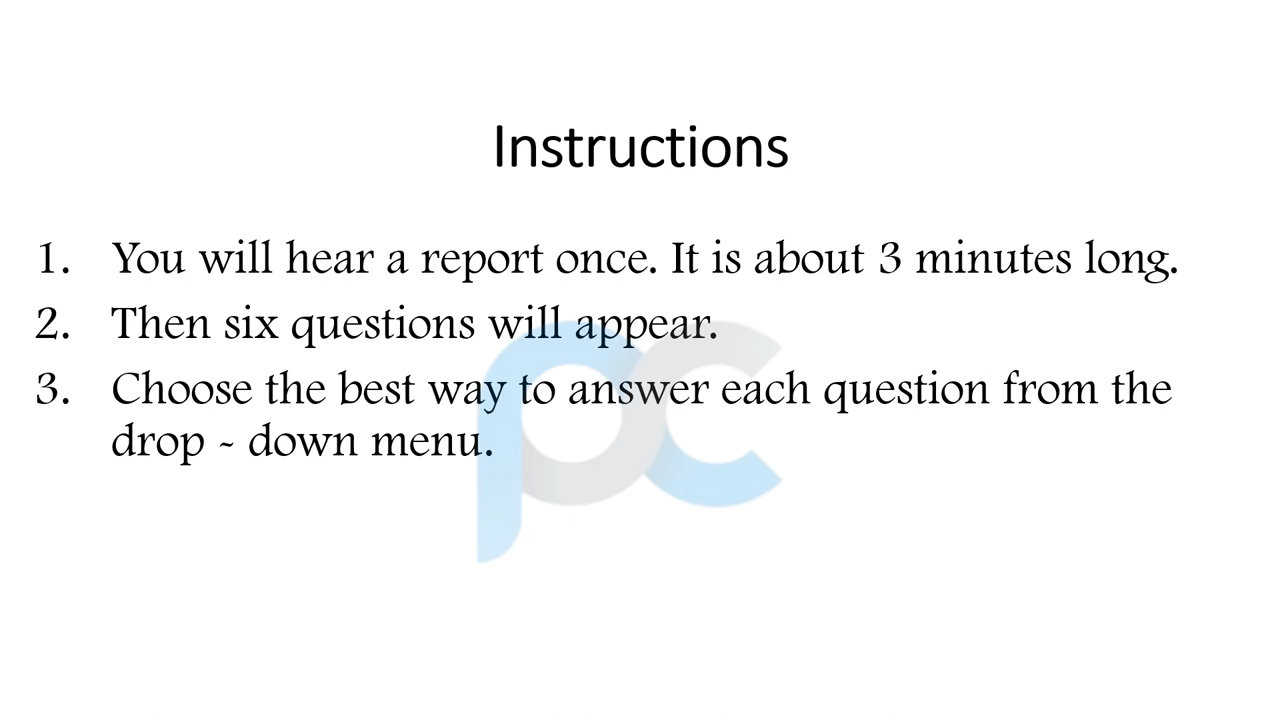 Instructions
1. You will hear a report once. It is about 3 minutes long.
2. Then six questions will appear.
3. Choose the best way to answer each question from the
drop - down menu.
pc